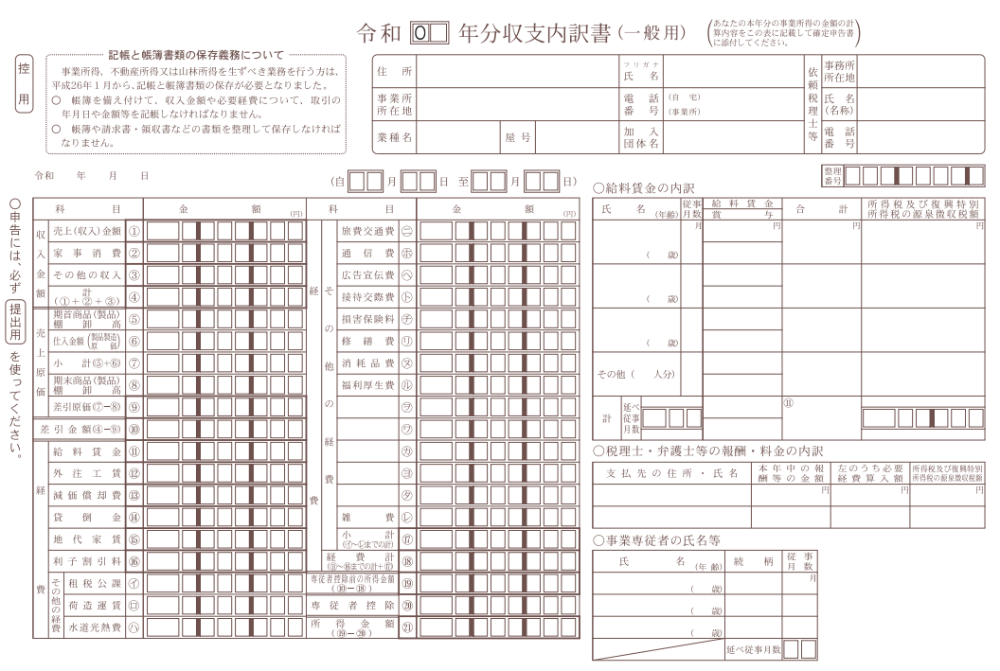 令和 0 年分収支内訳書(一般用)
(あなたの本年分の事業所得の金額の計
算内容をこの表に記載して確定申告書
に添付してください。)
控
用
記帳と帳簿書類の保存義務について
事業所得、不動産所得又は山林所得を生ずべき業務を行う方は、
平成26年1月から、記帳と帳簿書類の保存が必要となりました。
○ 帳簿を備え付けて、収入金額や必要経費について、取引の
年月日や金額等を記帳しなければなりません。
○ 帳簿や請求書・領収書などの書類を整理して保存しなければ
なりません。
住所
フリガナ
氏名
事業所
所在地
電話
番号
(自宅)
(事業所)
業種名
屋号
加入
団体名
依頼税理士等
事務所
所在地
氏名
(名称)
電話
番号
令和 年 月 日
(自 月 日 至 月 日)
整理
番号
○申告には、必ず 提出用 を使ってください。
科目 金額 (円)
収入金額
売上(収入)金額 ①
家事消費 ②
その他の収入 ③
計
(①+②+③) ④
売上原価
期首商品(製品)
棚卸高 ⑤
仕入金額(製品製造
原価) ⑥
小計(⑤+⑥) ⑦
期末商品(製品)
棚卸高 ⑧
差引原価(⑦-⑧) ⑨
差引金額(④-⑨) ⑩
経費
給料賃金 ⑪
外注工賃 ⑫
減価償却費 ⑬
貸倒金 ⑭
地代家賃 ⑮
利子割引料 ⑯
その他の経費
租税公課 ㋑
荷造運賃 ㋺
水道光熱費 ㋩
科目 金額 (円)
経費
その他の経費
旅費交通費 ㋥
通信費 ㋭
広告宣伝費 ㋬
接待交際費 ㋣
損害保険料 ㋠
修繕費 ㋷
消耗品費 ㋦
福利厚生費 ㋸
㋾
㋻
㋕
㋵
㋟
雑費 ㋹
小計
(㋑~㋹までの計) ⑰
経費計
(⑪~⑯までの計+⑰) ⑱
専従者控除前の所得金額
(⑩-⑱) ⑲
専従者控除 ⑳
所得金額
(⑲-⑳) ㉑
○給料賃金の内訳
氏名 (年齢)
従事
月数
給料賃金
賞与
合計
所得税及び復興特別
所得税の源泉徴収税額
月 円 円 円
( 歳)
( 歳)
( 歳)
その他( 人分)
計
延べ
従事
月数
⑪
○税理士・弁護士等の報酬・料金の内訳
支払先の住所・氏名
本年中の報
酬等の金額
左のうち必要
経費算入額
所得税及び復興特別
所得税の源泉徴収税額
円 円 円
○事業専従者の氏名等
氏名 (年齢)
続柄
従事
月数
月
( 歳)
( 歳)
( 歳)
延べ従事月数